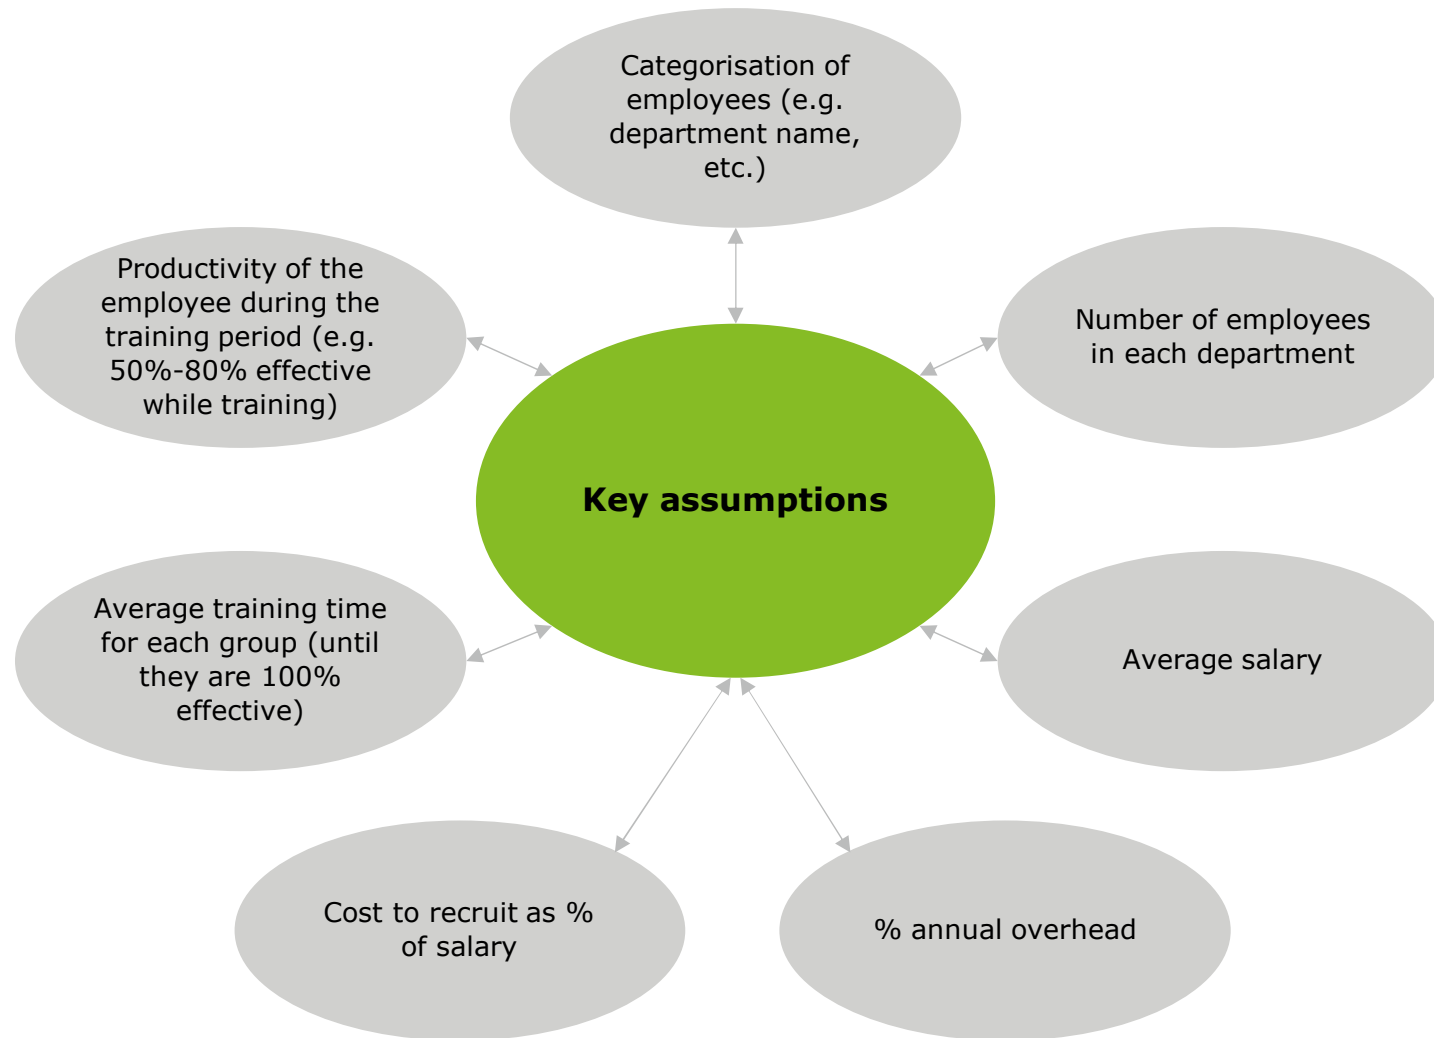 Categorisation of
employees (e.g.
department name,
etc.)
Productivity of the
employee during the
training period (e.g.
50%-80% effective
while training)
Number of employees
in each department
Key assumptions
Average training time
for each group (until
they are 100%
effective)
Average salary
Cost to recruit as %
of salary
% annual overhead